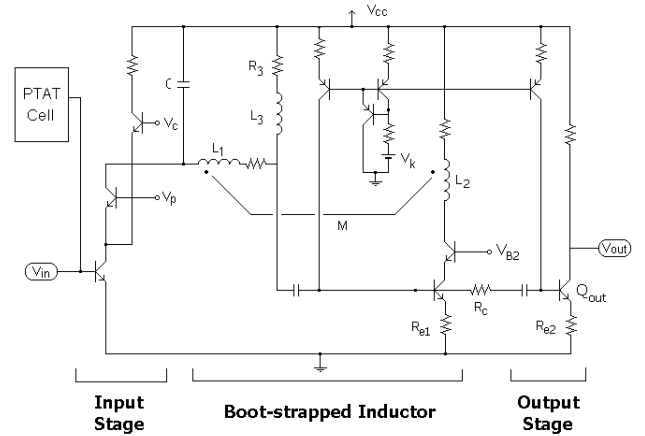 Vcc
PTAT
Cell
R3
C
L3
Vc
L1
Vk
L2
Vp
M
VB2
Vin
Vout
Rc
Qout
Re1
Re2
Input
Stage
Boot-strapped Inductor
Output
Stage